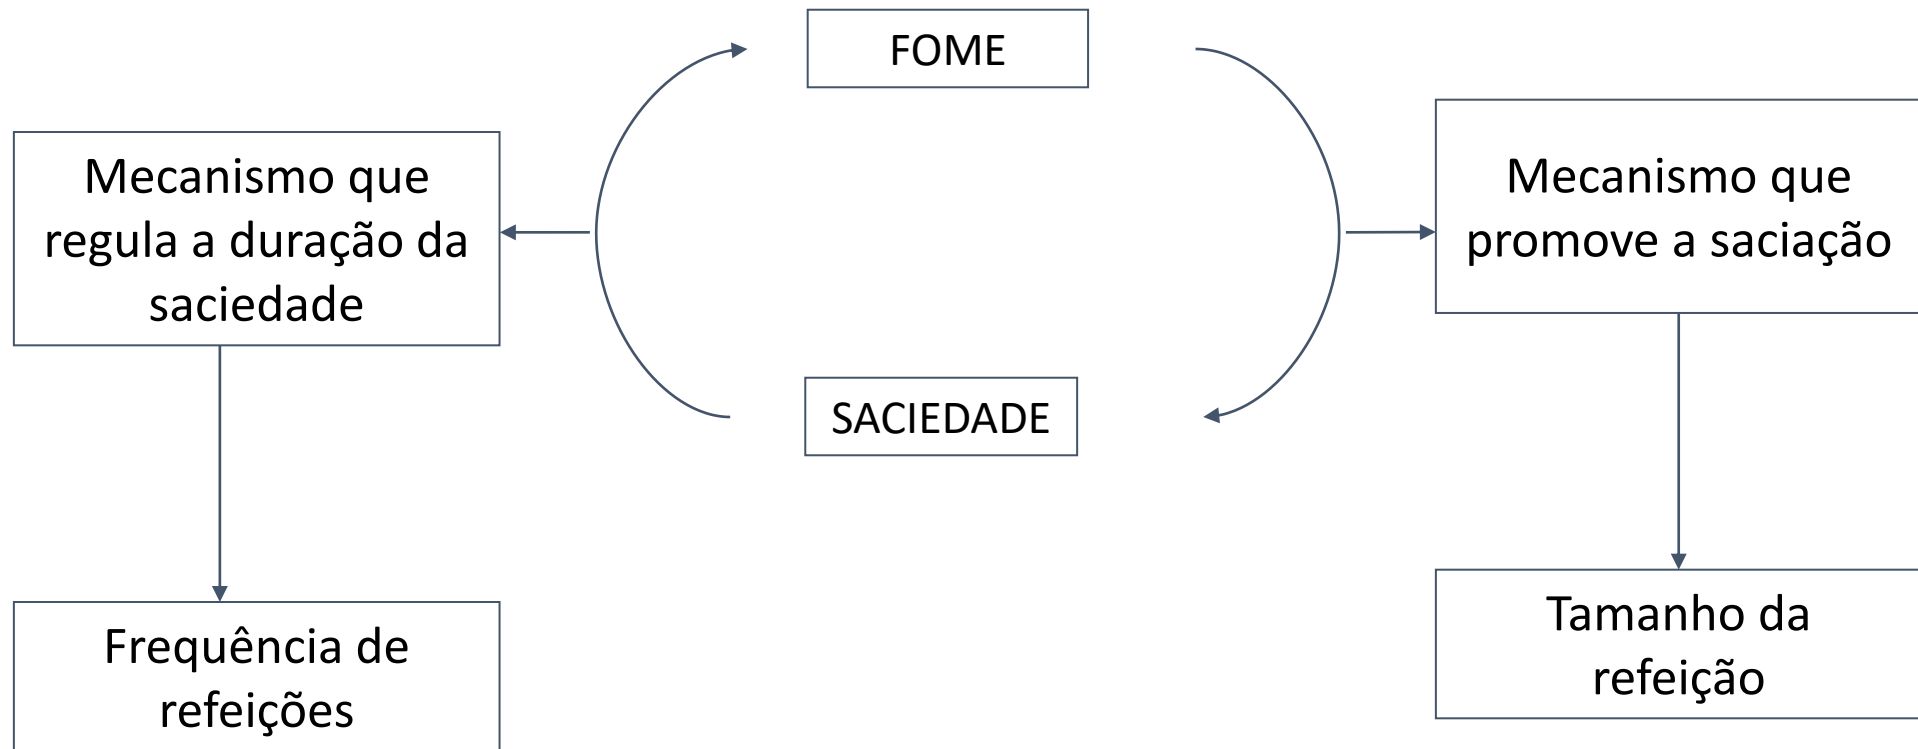 FOME
Mecanismo que
regula a duração da
saciedade
Mecanismo que
promove a saciação
SACIEDADE
Frequência de
refeições
Tamanho da
refeição